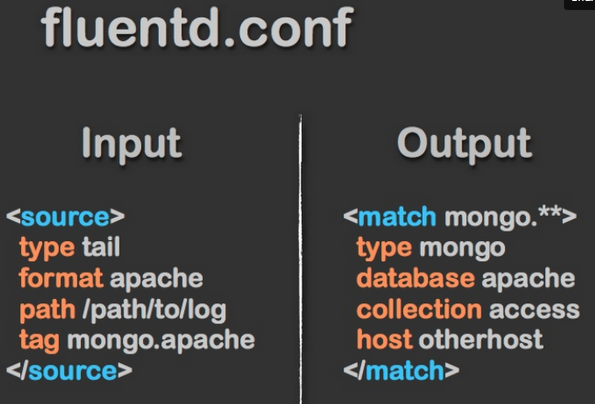 fluentd.conf
Input
<source>
type tail
format apache
path /path/to/log
tag mongo.apache
</source>
Output
<match mongo.**>
type mongo
database apache
collection access
host otherhost
</match>